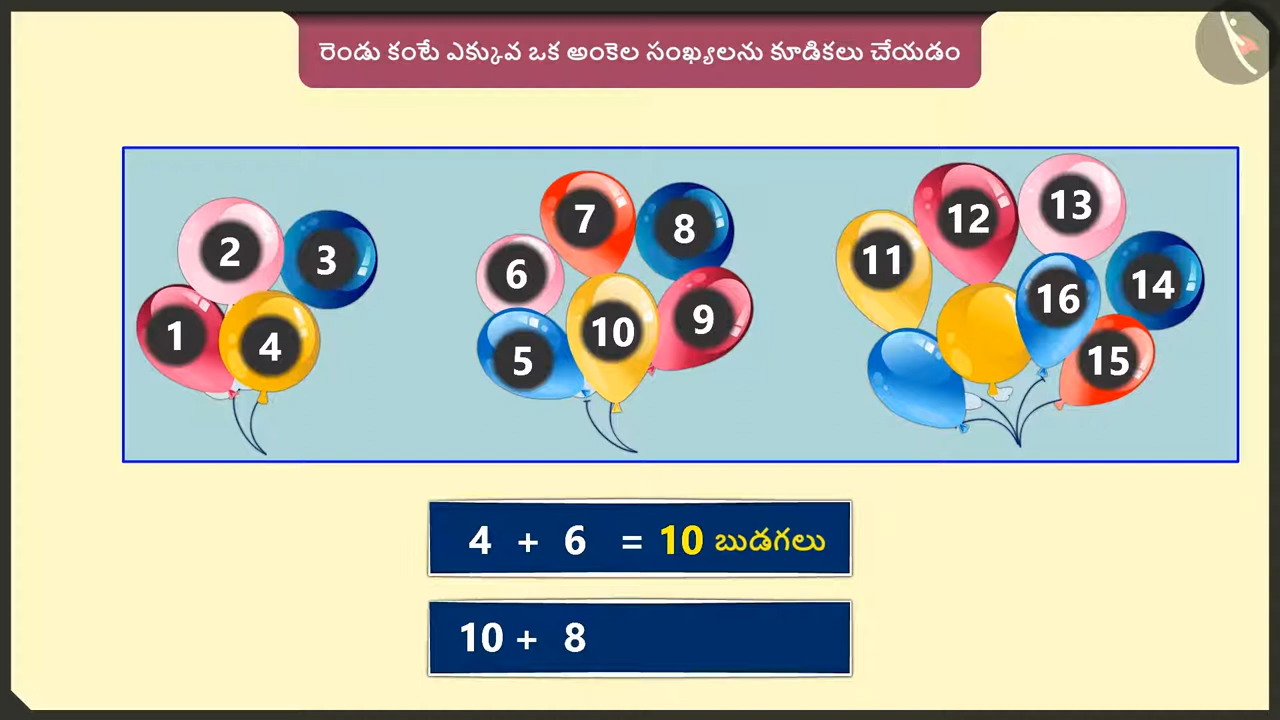 రెండు కంటే ఎక్కువ ఒక అంకెల సంఖ్యలను కూడికలు చేయడం
1 2 3 4
5 6 7 8 9 10
11 12 13 14 15 16
4 + 6 = 10 బుడగలు
10 + 8